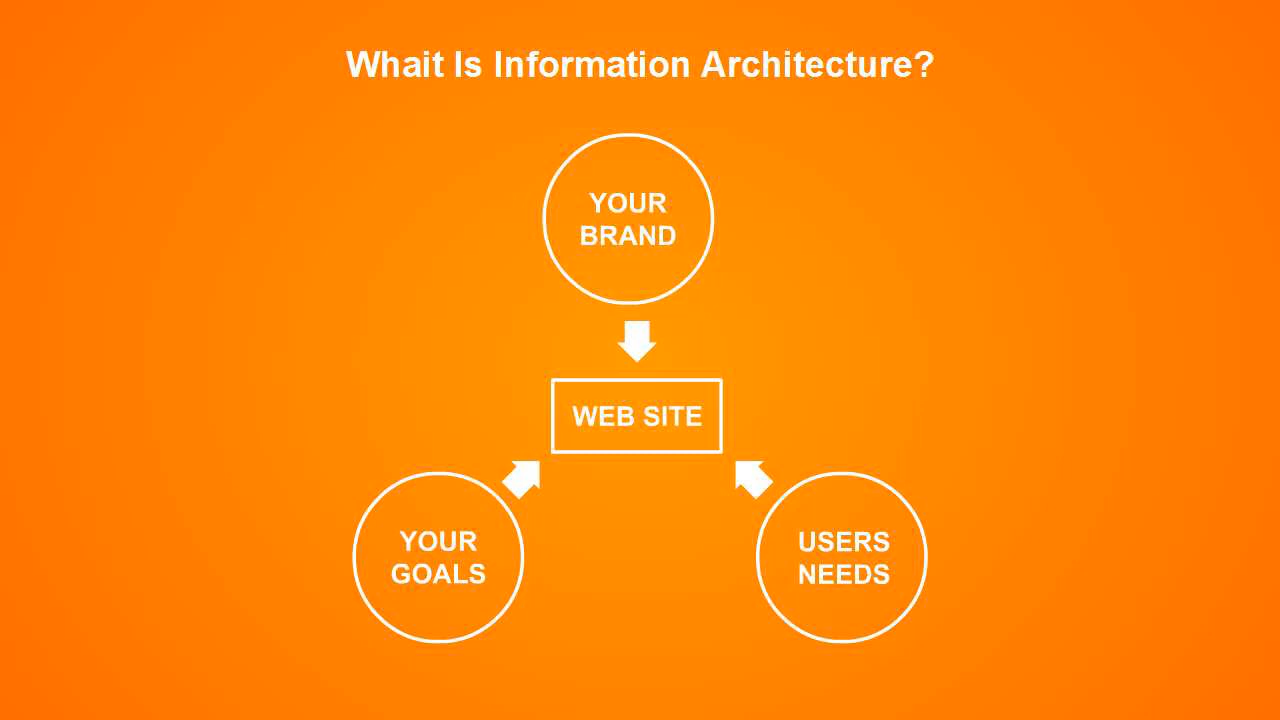 Whait Is Information Architecture?
YOUR
BRAND
WEB SITE
YOUR
GOALS
USERS
NEEDS